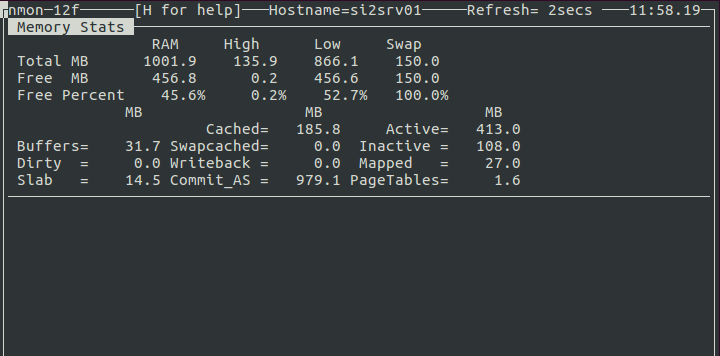 nmon-12f [H for help] Hostname=si2srv01 Refresh= 2secs 11:58.19
Memory Stats
RAM High Low Swap
Total MB 1001.9 135.9 866.1 150.0
Free MB 456.8 0.2 456.6 150.0
Free Percent 45.6% 0.2% 52.7% 100.0%
MB MB MB
Cached= 185.8 Active= 413.0
Buffers= 31.7 Swapcached= 0.0 Inactive = 108.0
Dirty = 0.0 Writeback = 0.0 Mapped = 27.0
Slab = 14.5 Commit_AS = 979.1 PageTables= 1.6